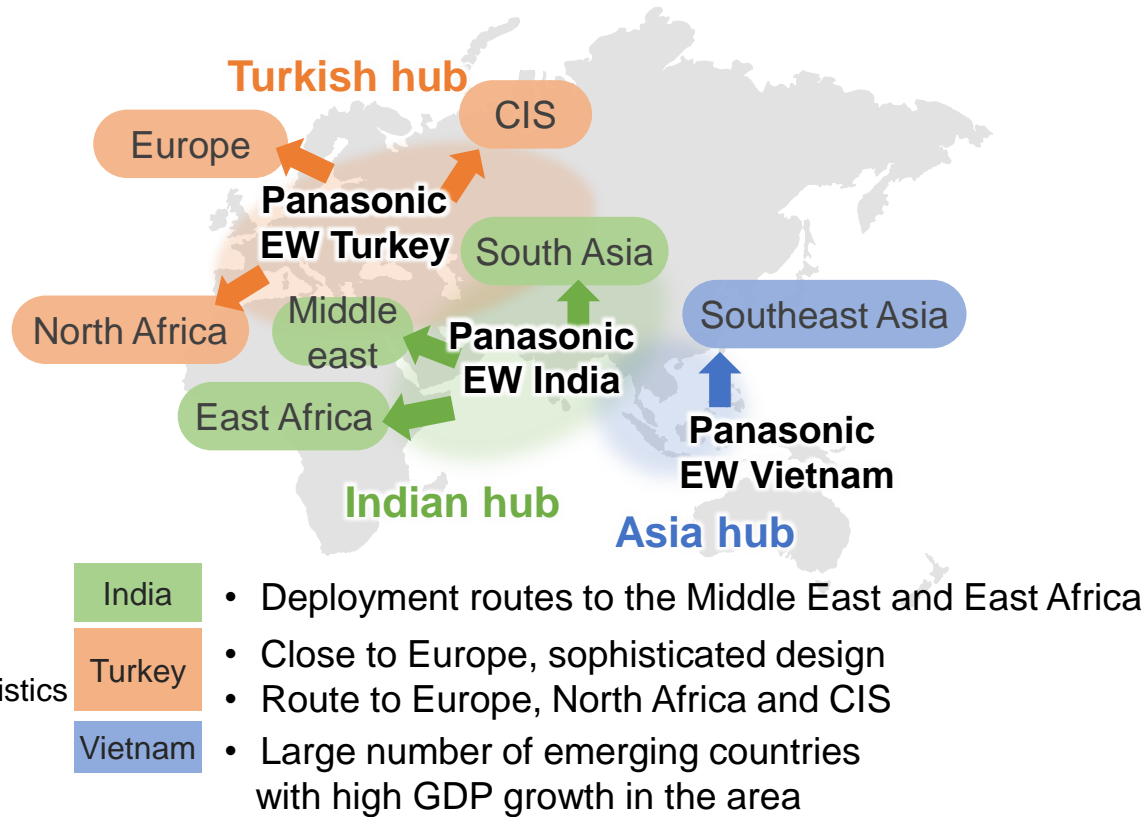 Turkish hub
CIS
Europe
Panasonic
EW Turkey
South Asia
North Africa
Middle
east
Panasonic
EW India
Southeast Asia
East Africa
Panasonic
EW Vietnam
Indian hub
Asia hub
India
• Deployment routes to the Middle East and East Africa
Turkey
• Close to Europe, sophisticated design
• Route to Europe, North Africa and CIS
istics
Vietnam
• Large number of emerging countries
with high GDP growth in the area